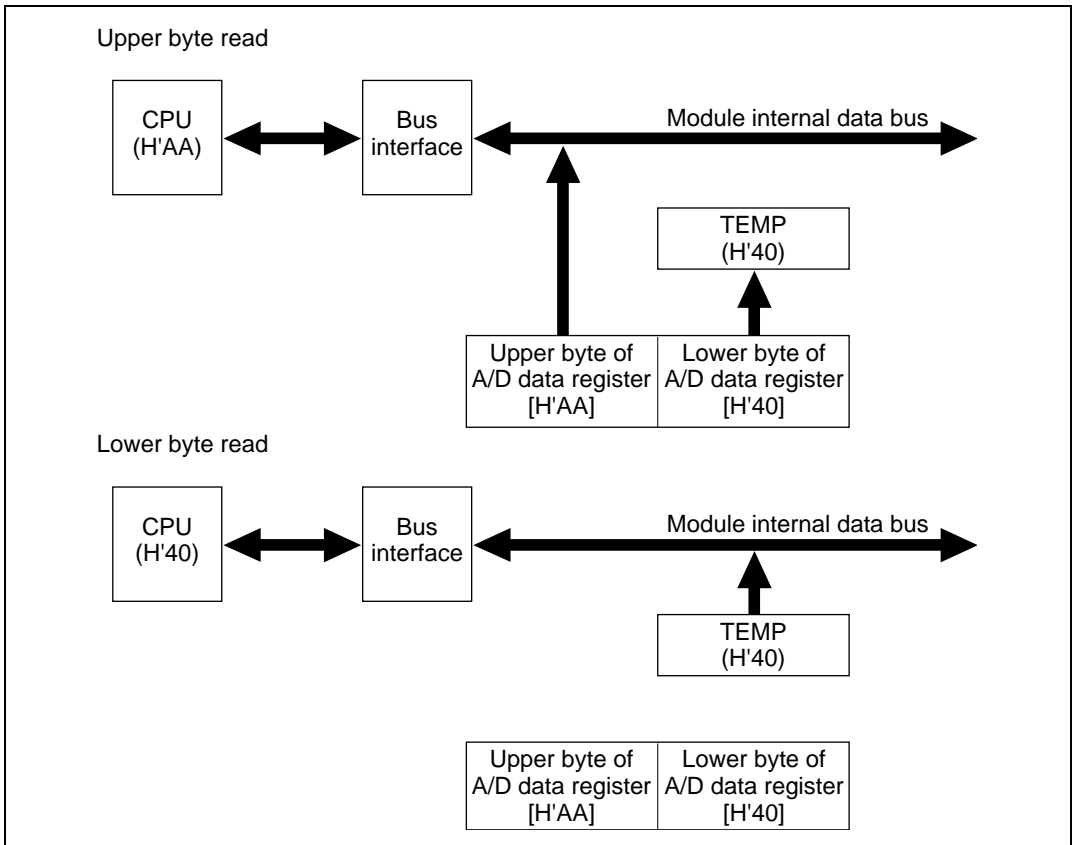 Upper byte read
CPU
(H'AA)
Bus
interface
Module internal data bus
TEMP
(H'40)
Upper byte of
A/D data register
[H'AA]
Lower byte of
A/D data register
[H'40]
Lower byte read
CPU
(H'40)
Bus
interface
Module internal data bus
TEMP
(H'40)
Upper byte of
A/D data register
[H'AA]
Lower byte of
A/D data register
[H'40]